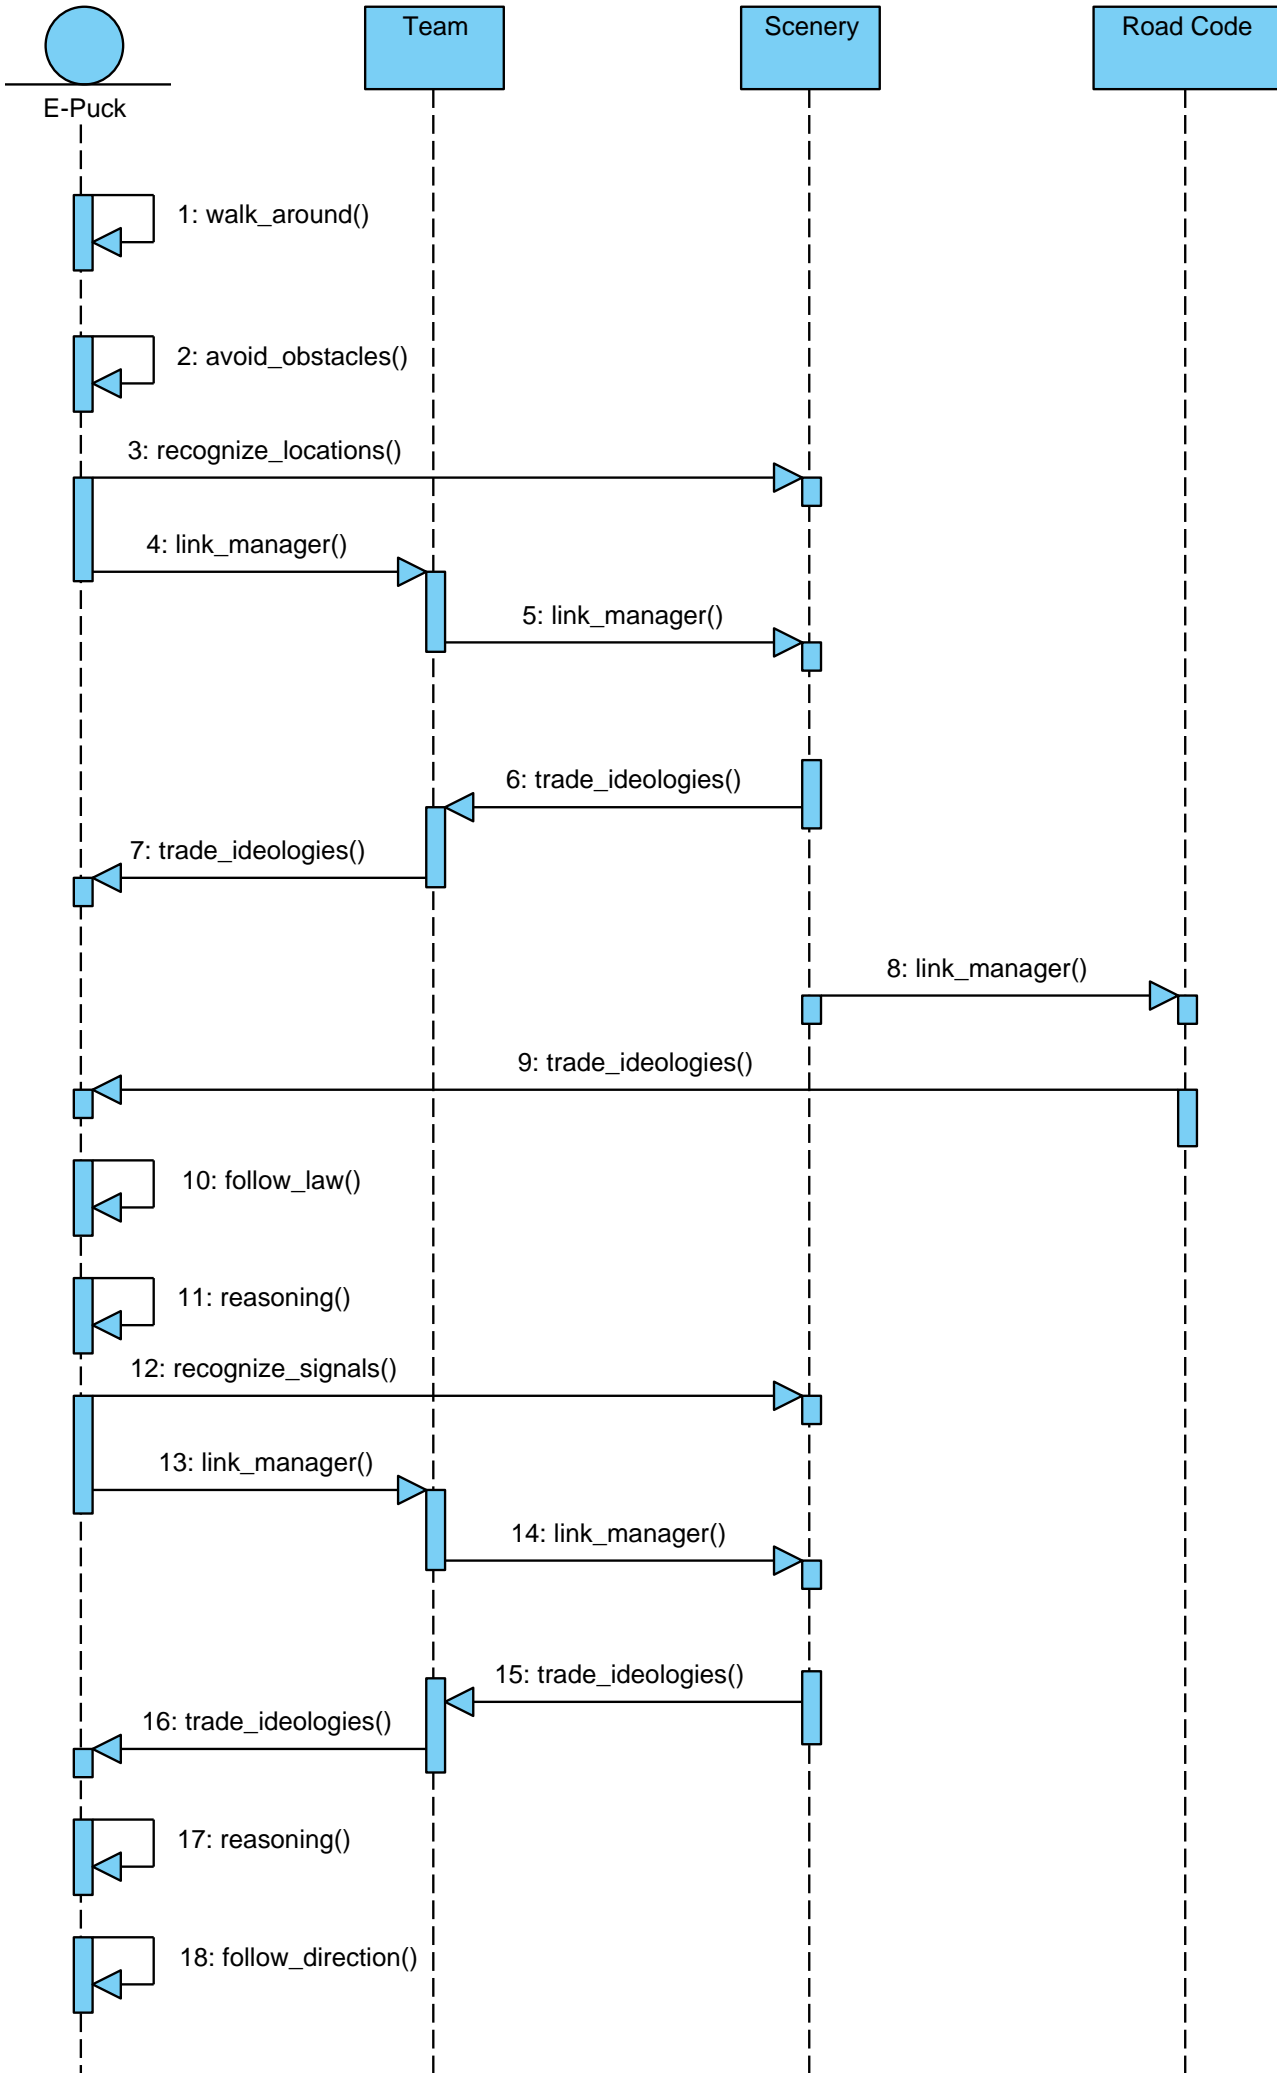 Team
Scenery
Road Code
E-Puck
1: walk_around()
2: avoid_obstacles()
3: recognize_locations()
4: link_manager()
5: link_manager()
6: trade_ideologies()
7: trade_ideologies()
8: link_manager()
9: trade_ideologies()
10: follow_law()
11: reasoning()
12: recognize_signals()
13: link_manager()
14: link_manager()
15: trade_ideologies()
16: trade_ideologies()
17: reasoning()
18: follow_direction()